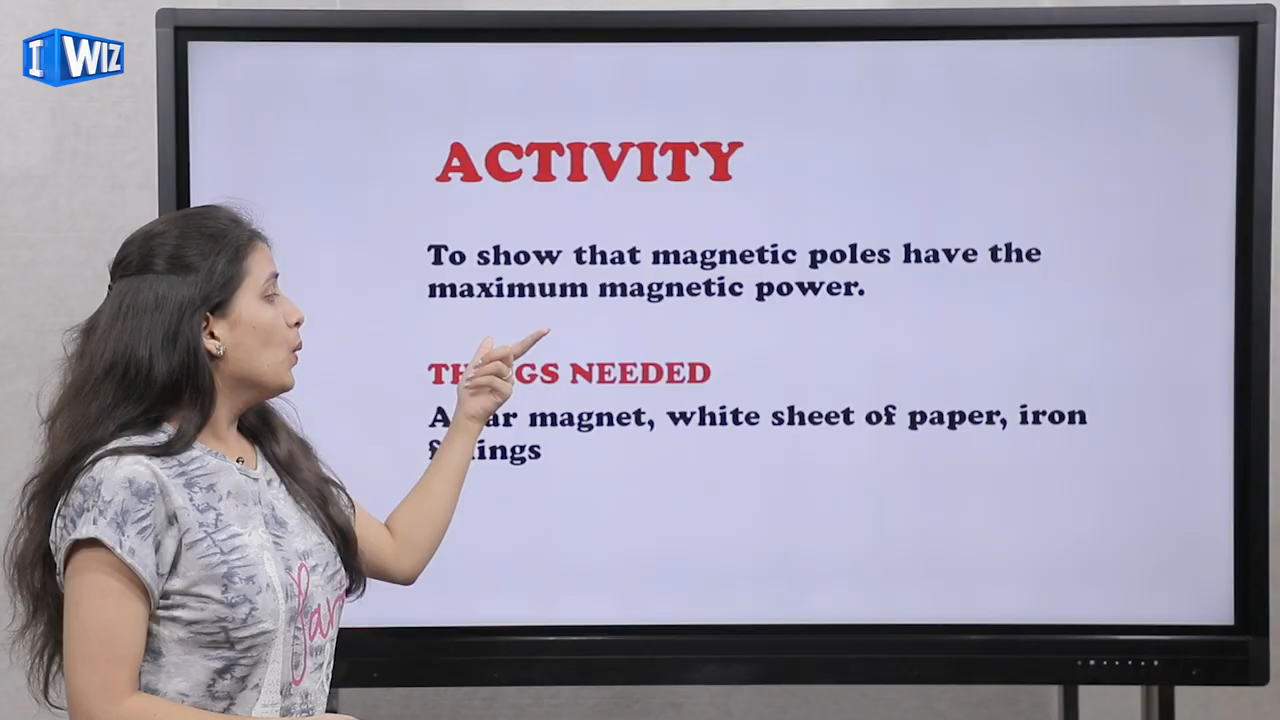 I WIZ
ACTIVITY
To show that magnetic poles have the
maximum magnetic power.
NEEDED
magnet, white sheet of paper, iron